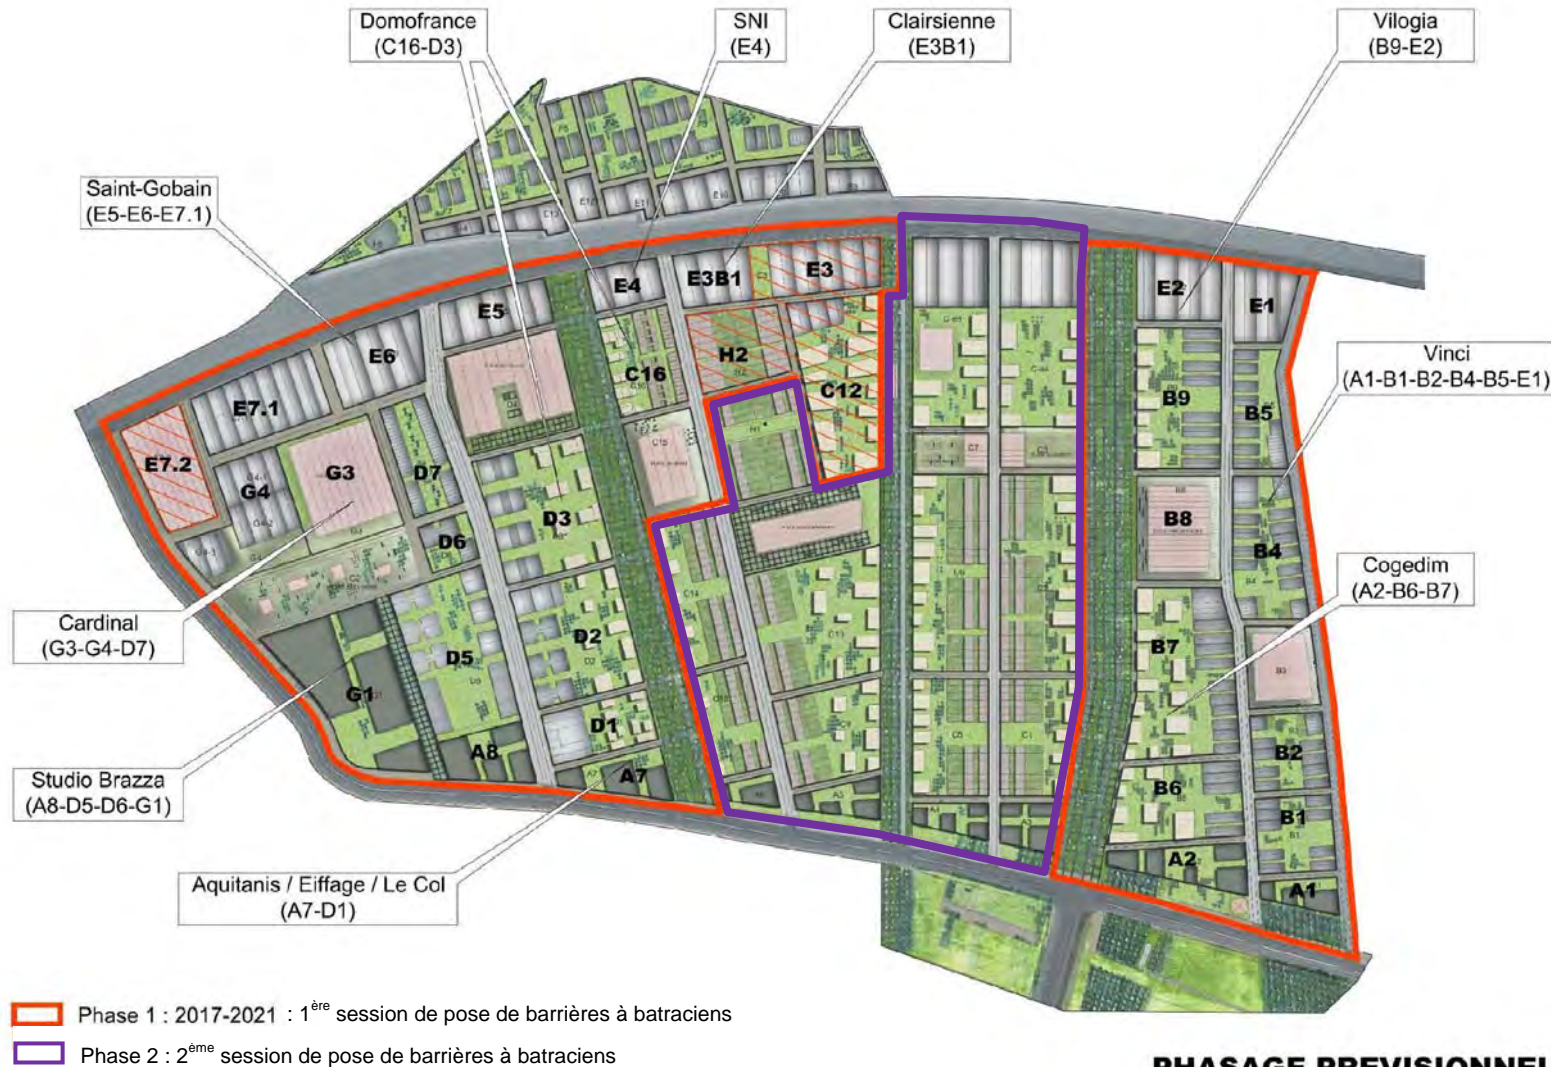 Domofrance
(C16-D3)
SNI
(E4)
Clairsienne
(E3B1)
Vilogia
(B9-E2)
Saint-Gobain
(E5-E6-E7.1)
Vinci
(A1-B1-B2-B4-B5-E1)
Cogedim
(A2-B6-B7)
Cardinal
(G3-G4-D7)
Studio Brazza
(A8-D5-D6-G1)
Aquitanis / Eiffage / Le Col
(A7-D1)
E4
E3B1
E3
E2
E1
E5
E6
E7.1
E7.2
H2
C16
C12
B9
B5
G3
G4
D7
D6
D3
B8
B4
D2
D5
B7
G1
D1
A8
A7
B2
B6
B1
A2
A1
Phase 1 : 2017-2021 : 1ère session de pose de barrières à batraciens
Phase 2 : 2ème session de pose de barrières à batraciens
PHASAGE PREVISIONNEL